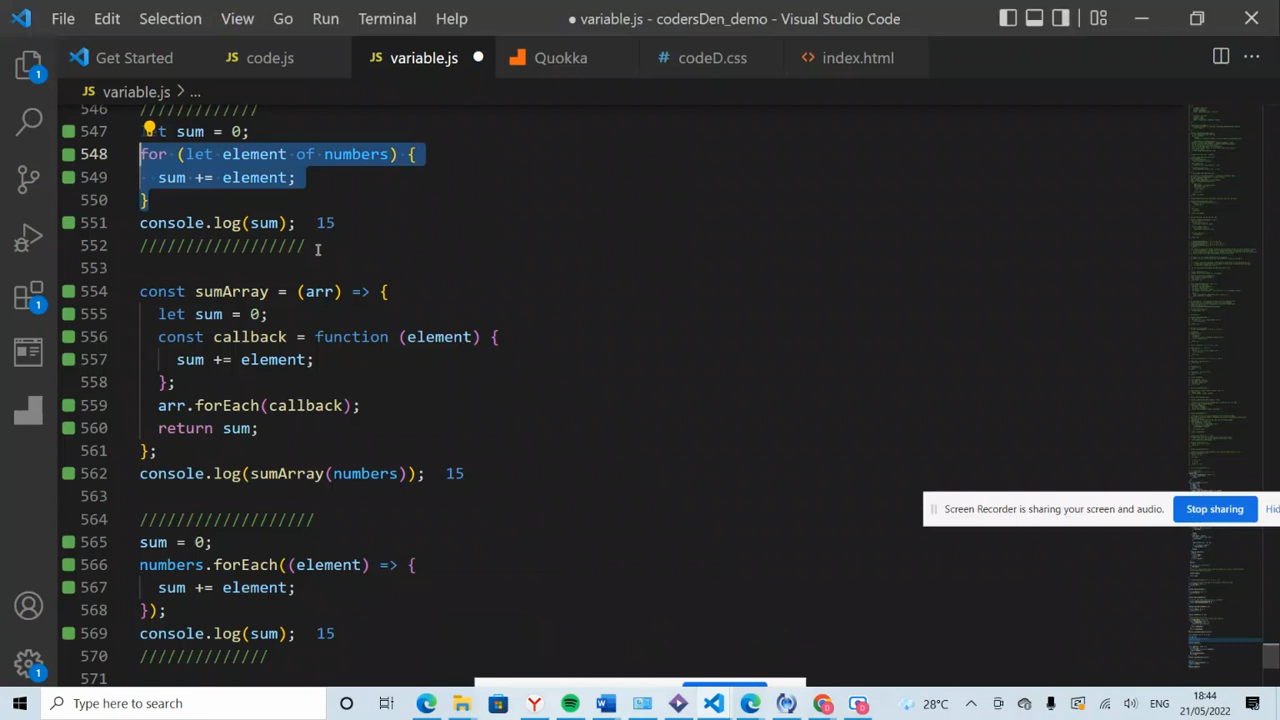 File Edit Selection View Go Run Terminal Help ● variable.js - codersDen_demo - Visual Studio Code
Get Started JS code.js JS variable.js ● Quokka # codeD.css <> index.html ...
JS variable.js > ...
546 /////////////
547 let sum = 0;
548 for (let element of numbers) {
549 sum += element;
550 }
551 console.log(sum); 15
552 //////////////////
553
554 const sumArray = (arr) => {
555 let sum = 0;
556 const callback = function (element) {
557 sum += element;
558 };
559 arr.forEach(callback);
560 return sum;
561 };
562 console.log(sumArray(numbers)); 15
563
564 ///////////////////
565 sum = 0;
566 numbers.forEach((element) => {
567 sum += element;
568 });
569 console.log(sum); 15
570 //////////////
571
Screen Recorder is sharing your screen and audio. Stop sharing Hid
1
1
1
Type here to search
28°C
18:44
21/05/2022